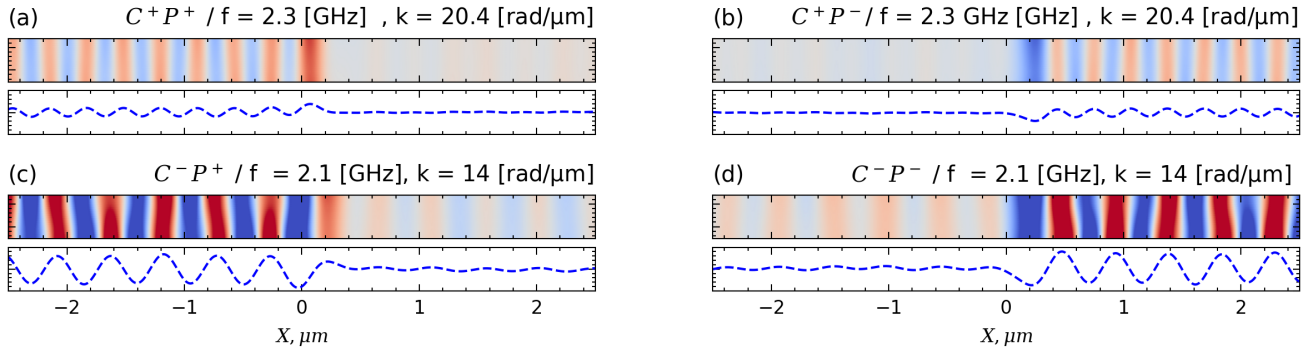 (a) C⁺P⁺ / f = 2.3 [GHz] , k = 20.4 [rad/μm]
(b) C⁺P⁻/ f = 2.3 GHz [GHz] , k = 20.4 [rad/μm]
(c) C⁻P⁺ / f = 2.1 [GHz], k = 14 [rad/μm]
(d) C⁻P⁻ / f = 2.1 [GHz], k = 14 [rad/μm]
−2 −1 0 1 2
X, μm
−2 −1 0 1 2
X, μm